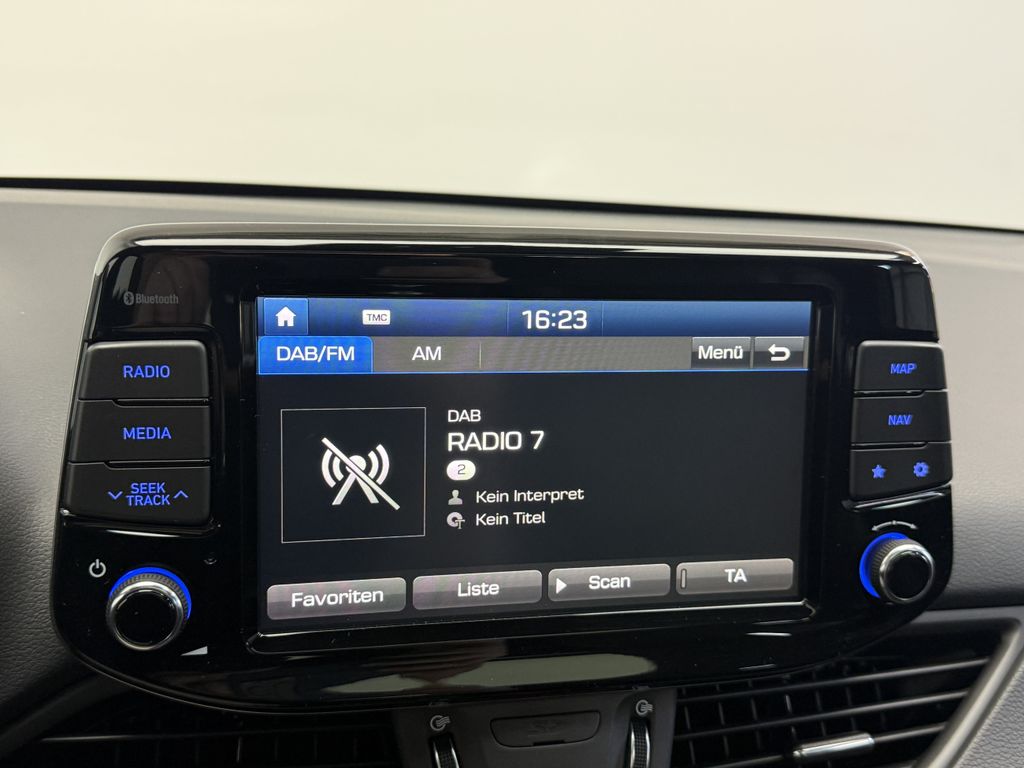 Bluetooth
TMC
16:23
DAB/FM
AM
Menü
RADIO
MEDIA
SEEK
TRACK
DAB
RADIO 7
2
Kein Interpret
Kein Titel
Favoriten
Liste
Scan
TA
MAP
NAV